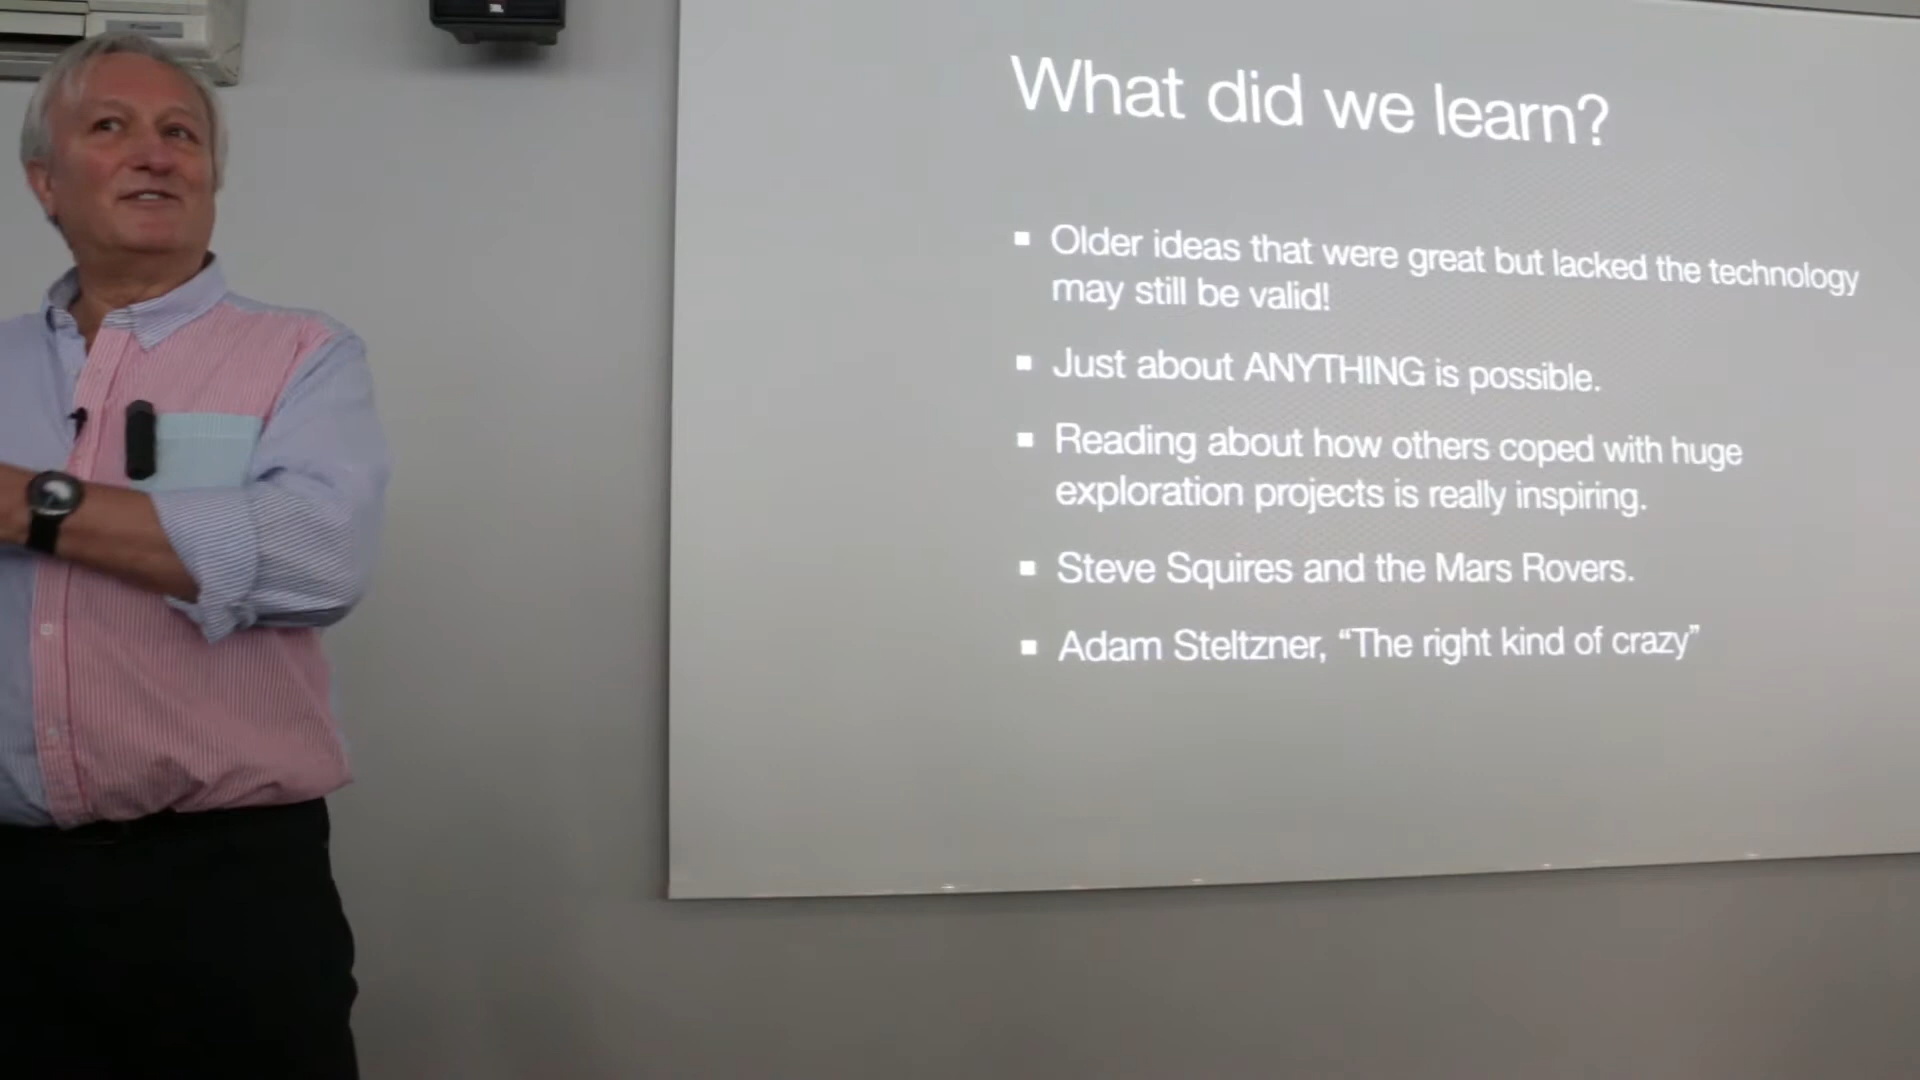 JBL
What did we learn?
▪ Older ideas that were great but lacked the technology
may still be valid!
▪ Just about ANYTHING is possible.
▪ Reading about how others coped with huge
exploration projects is really inspiring.
▪ Steve Squires and the Mars Rovers.
▪ Adam Steltzner, “The right kind of crazy”